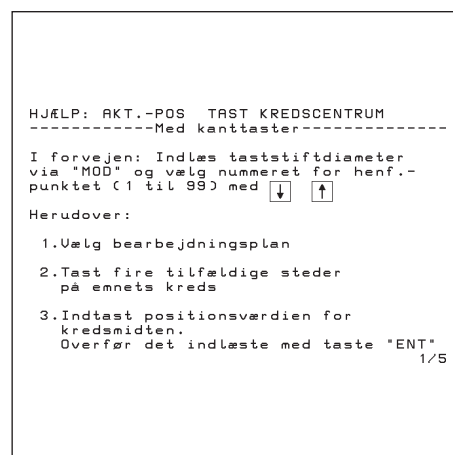 HJÆLP: AKT.-POS TAST KREDSCENTRUM
------------Med kanttaster--------------
I forvejen: Indlæs taststiftdiameter
via "MOD" og vælg nummeret for henf.-
punktet (1 til 99) med ↓ ↑
Herudover:
1.Vælg bearbejdningsplan
2.Tast fire tilfældige steder
på emnets kreds
3.Indtast positionsværdien for
kredsmidten.
Overfør det indlæste med taste "ENT"
1/5